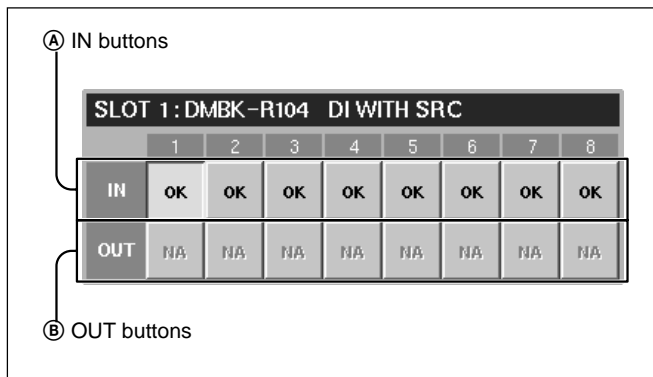 Ⓐ IN buttons
SLOT 1: DMBK-R104 DI WITH SRC
1 2 3 4 5 6 7 8
IN OK OK OK OK OK OK OK OK
OUT NA NA NA NA NA NA NA NA
Ⓑ OUT buttons